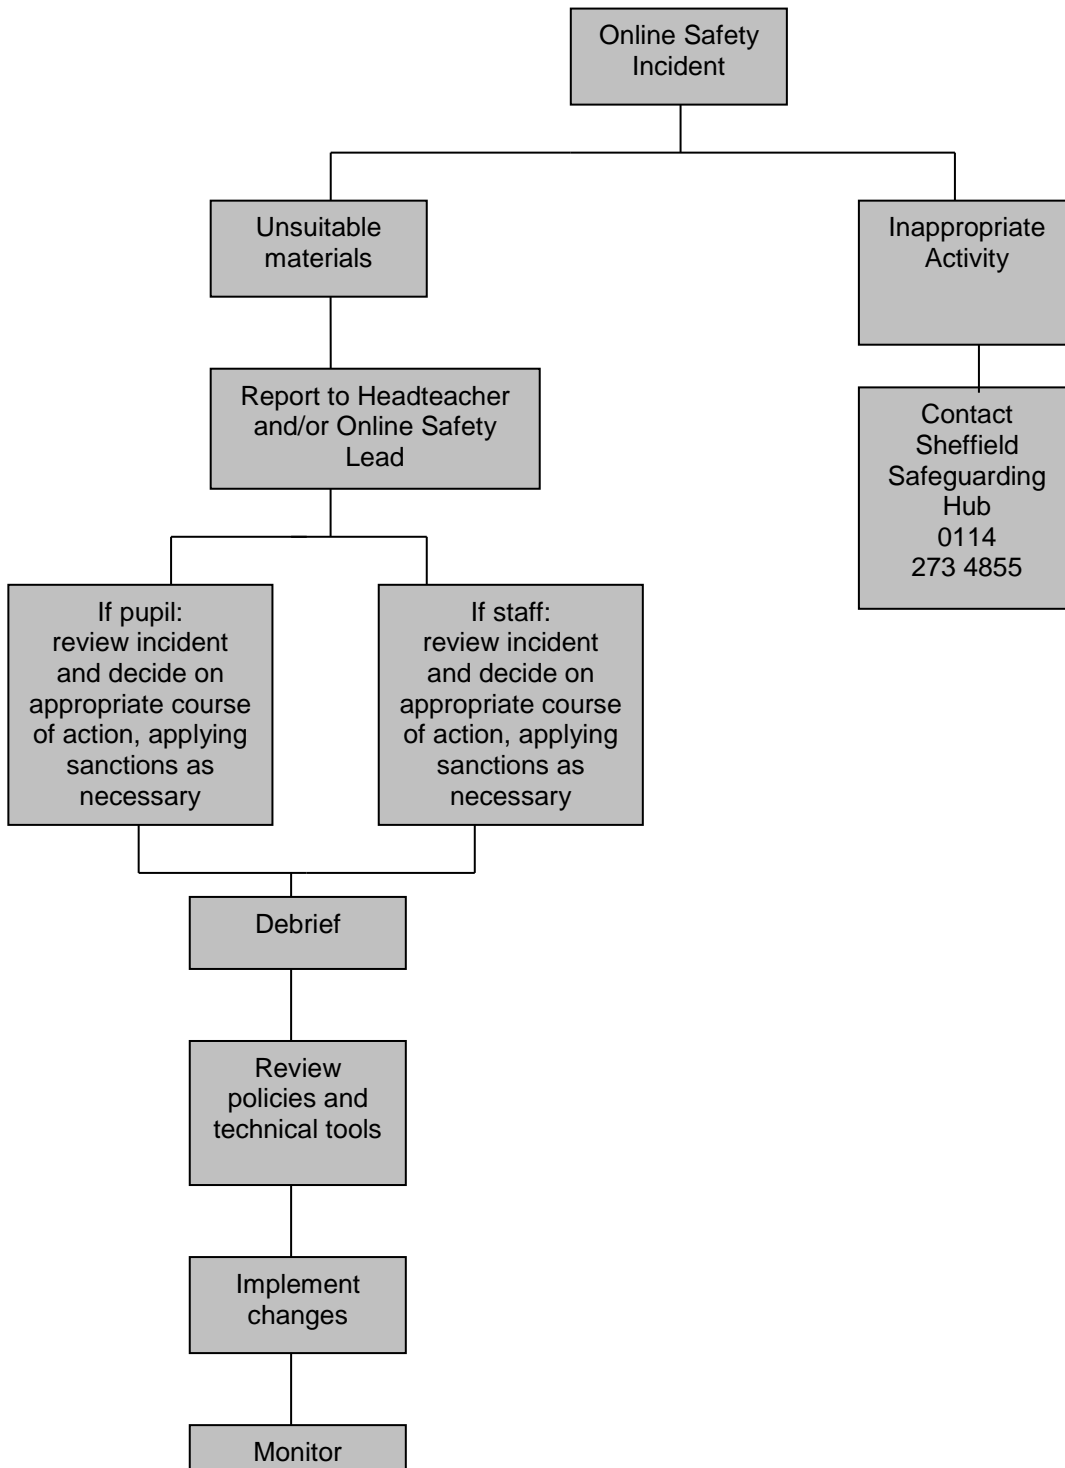 Online Safety
Incident
Unsuitable
materials
Inappropriate
Activity
Report to Headteacher
and/or Online Safety
Lead
Contact
Sheffield
Safeguarding
Hub
0114
273 4855
If pupil:
review incident
and decide on
appropriate course
of action, applying
sanctions as
necessary
If staff:
review incident
and decide on
appropriate course
of action, applying
sanctions as
necessary
Debrief
Review
policies and
technical tools
Implement
changes
Monitor